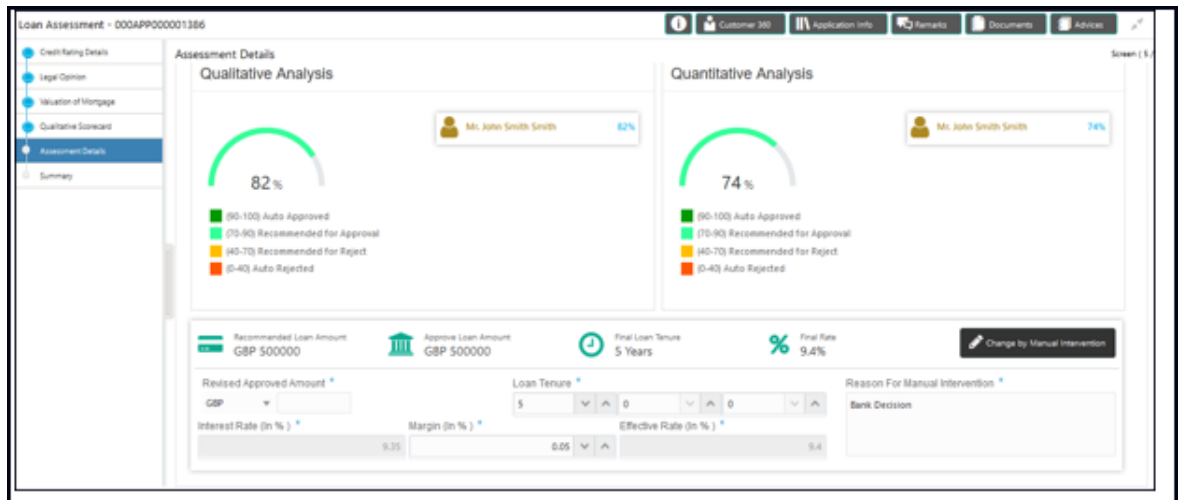 Loan Assessment - 000APP000001386
Customer 360
Application Info
Remarks
Documents
Advices
Credit Rating Details
Legal Opinion
Valuation of Mortgage
Qualitative Scorecard
Assessment Details
Summary
Assessment Details
Screen ( 5 /
Qualitative Analysis
Mr. John Smith Smith 82%
82 %
(90-100) Auto Approved
(70-90) Recommended for Approval
(40-70) Recommended for Reject
(0-40) Auto Rejected
Quantitative Analysis
Mr. John Smith Smith 74%
74 %
(90-100) Auto Approved
(70-90) Recommended for Approval
(40-70) Recommended for Reject
(0-40) Auto Rejected
Recommended Loan Amount
GBP 500000
Approve Loan Amount
GBP 500000
Final Loan Tenure
5 Years
Final Rate
9.4%
Change by Manual Intervention
Revised Approved Amount *
GBP
Loan Tenure *
5 0 0
Reason For Manual Intervention *
Bank Decision
Interest Rate (In % ) *
9.35
Margin (In % ) *
0.05
Effective Rate (In % ) *
9.4